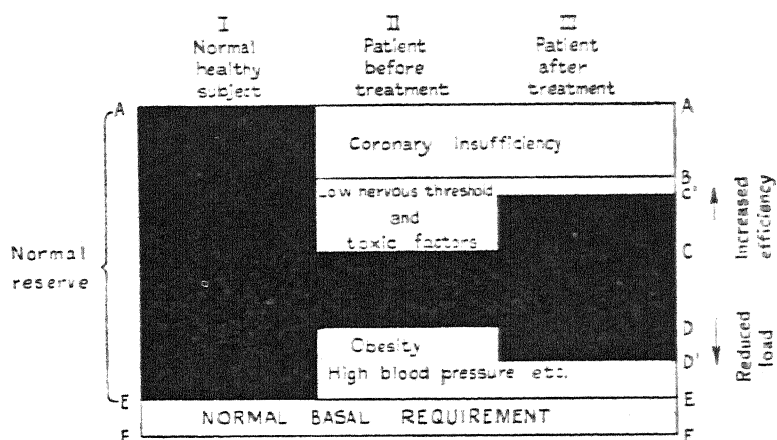 I
Normal
healthy
subject
II
Patient
before
treatment
III
Patient
after
treatment
A
A
Coronary insufficiency
B
Low nervous threshold
and
toxic factors
C'
C
Normal
reserve
Increased
efficiency
D
Obesity
D'
High blood pressure etc.
Reduced
load
E
E
NORMAL BASAL REQUIREMENT
F
F